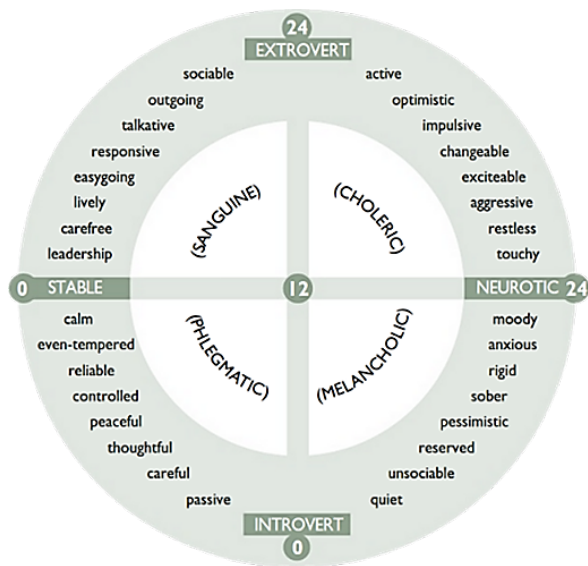 24
EXTROVERT
sociable
outgoing
talkative
responsive
easygoing
lively
carefree
leadership
active
optimistic
impulsive
changeable
exciteable
aggressive
restless
touchy
(SANGUINE)
(CHOLERIC)
0 STABLE
12
NEUROTIC 24
(PHLEGMATIC)
(MELANCHOLIC)
calm
even-tempered
reliable
controlled
peaceful
thoughtful
careful
passive
moody
anxious
rigid
sober
pessimistic
reserved
unsociable
quiet
INTROVERT
0